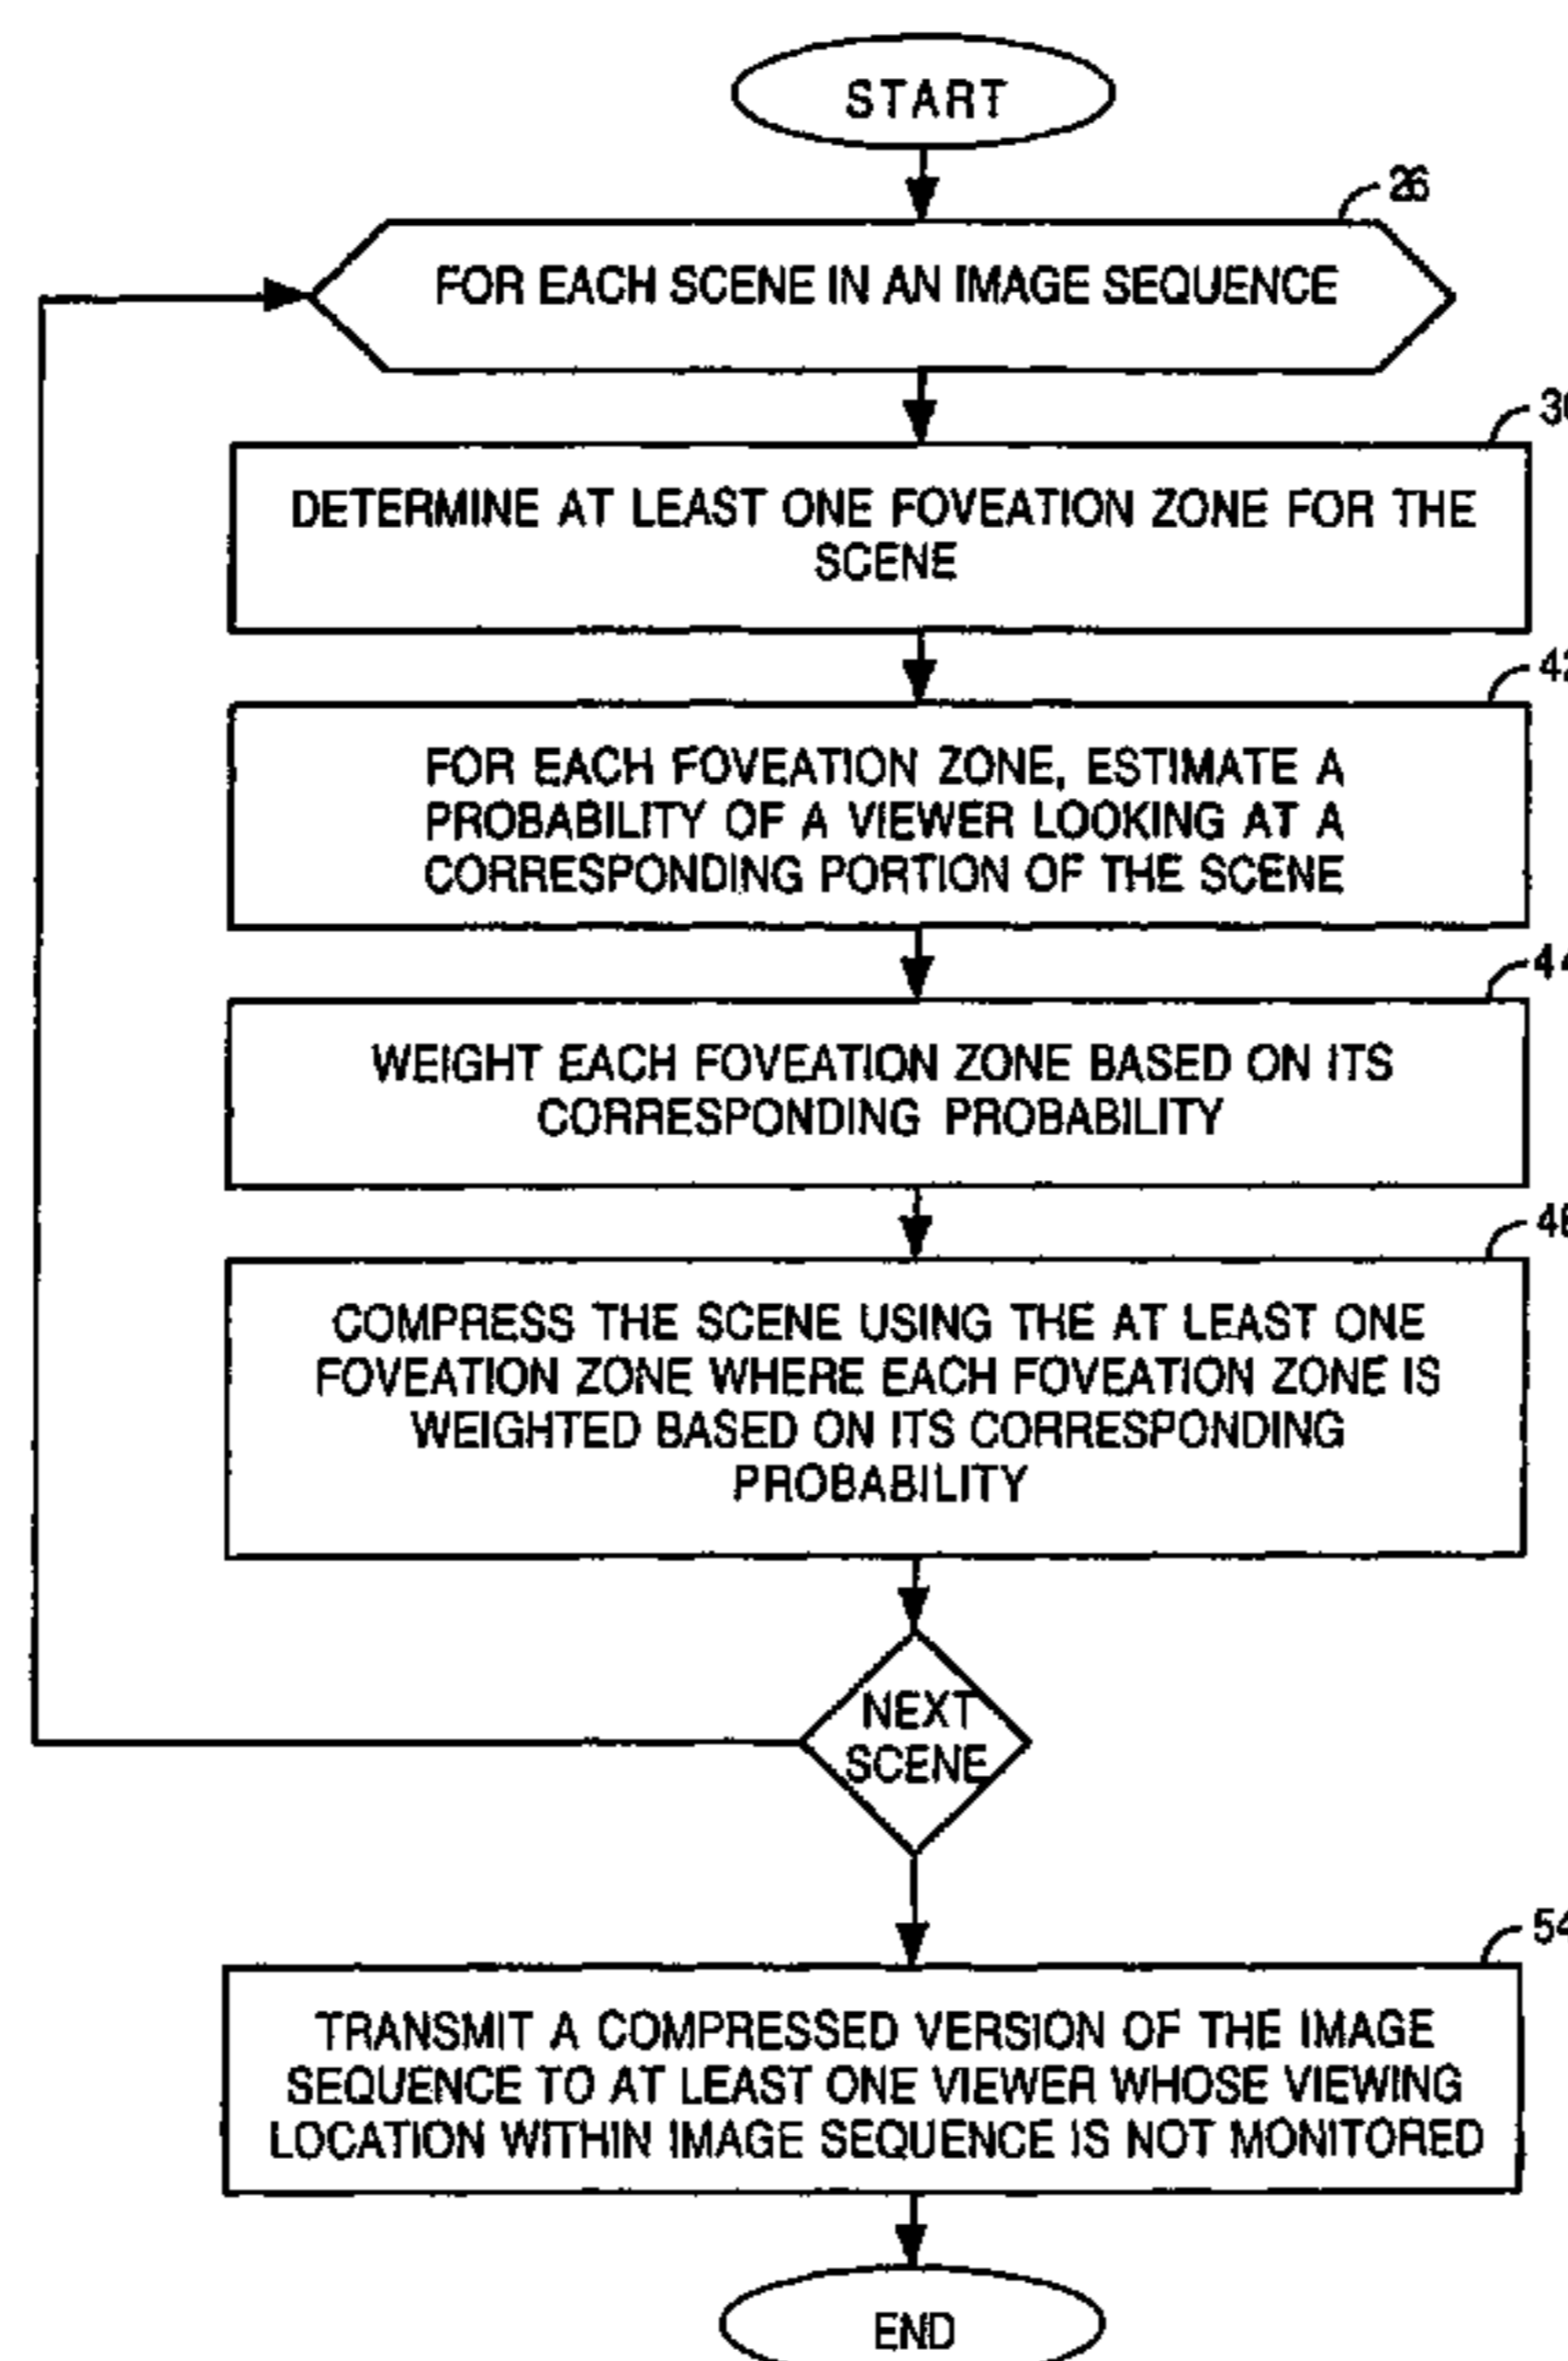 START
26
FOR EACH SCENE IN AN IMAGE SEQUENCE
DETERMINE AT LEAST ONE FOVEATION ZONE FOR THE
SCENE
42
FOR EACH FOVEATION ZONE, ESTIMATE A
PROBABILITY OF A VIEWER LOOKING AT A
CORRESPONDING PORTION OF THE SCENE
44
WEIGHT EACH FOVEATION ZONE BASED ON ITS
CORRESPONDING PROBABILITY
COMPRESS THE SCENE USING THE AT LEAST ONE
FOVEATION ZONE WHERE EACH FOVEATION ZONE IS
WEIGHTED BASED ON ITS CORRESPONDING
PROBABILITY
NEXT
SCENE
54
TRANSMIT A COMPRESSED VERSION OF THE IMAGE
SEQUENCE TO AT LEAST ONE VIEWER WHOSE VIEWING
LOCATION WITHIN IMAGE SEQUENCE IS NOT MONITORED
END